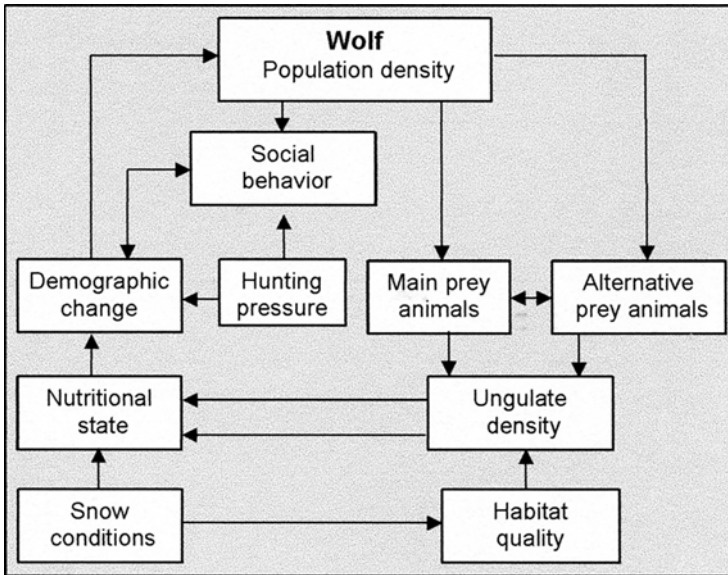 Wolf
Population density
Social
behavior
Demographic
change
Hunting
pressure
Main prey
animals
Alternative
prey animals
Nutritional
state
Ungulate
density
Snow
conditions
Habitat
quality